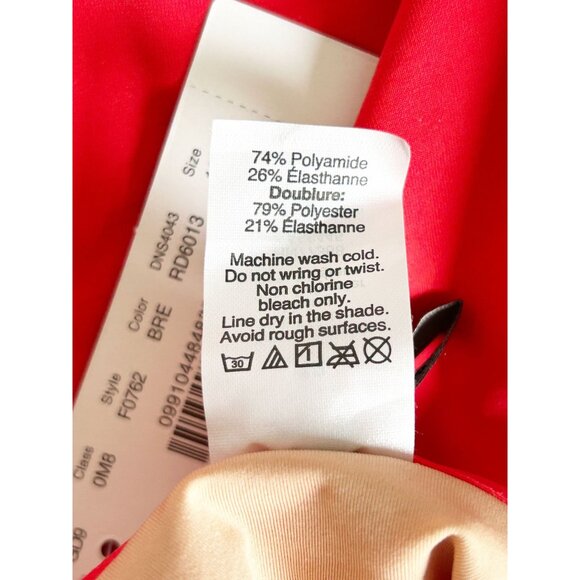 74% Polyamide
26% Élasthanne
Doublure:
79% Polyester
21% Élasthanne
Machine wash cold.
Do not wring or twist.
Non chlorine
bleach only.
Line dry in the shade.
Avoid rough surfaces.
30
Size
DNS4043
RD6013
Color
BRE
Style
F0762
Class
0M8